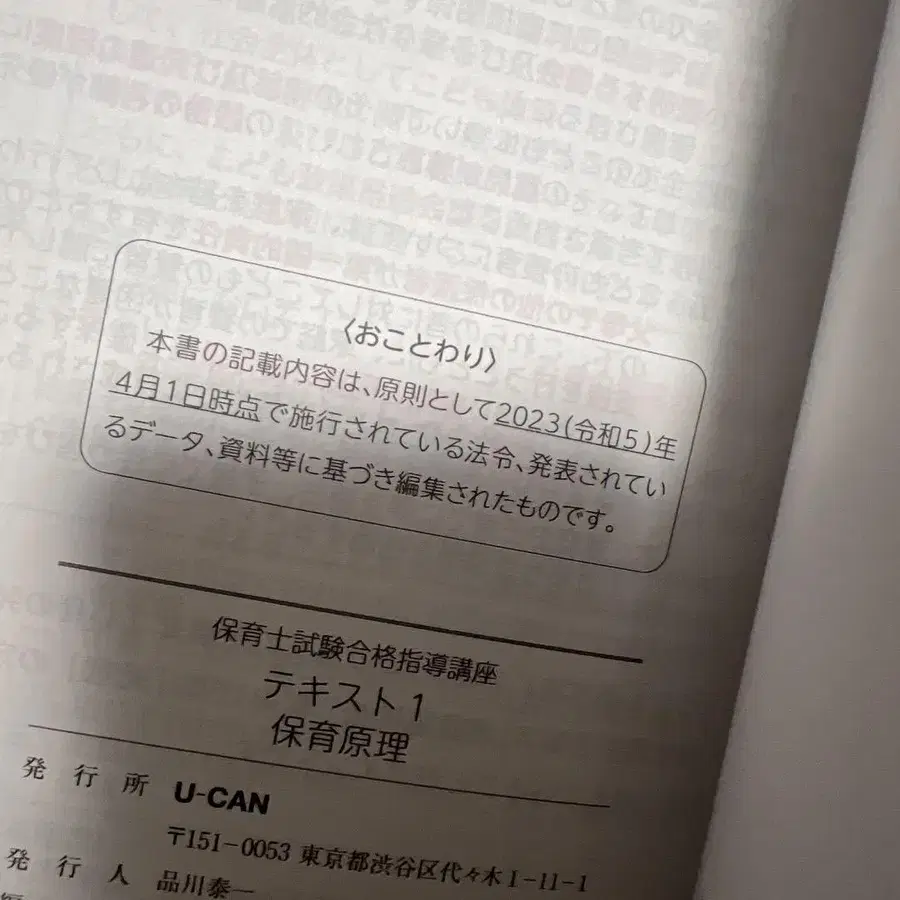 〈おことわり〉
本書の記載内容は、原則として2023(令和5)年
4月1日時点で施行されている法令、発表されてい
るデータ、資料等に基づき編集されたものです。
保育士試験合格指導講座
テキスト1
保育原理
発行所 U-CAN
〒151-0053 東京都渋谷区代々木1-11-1
発行人 品川泰一